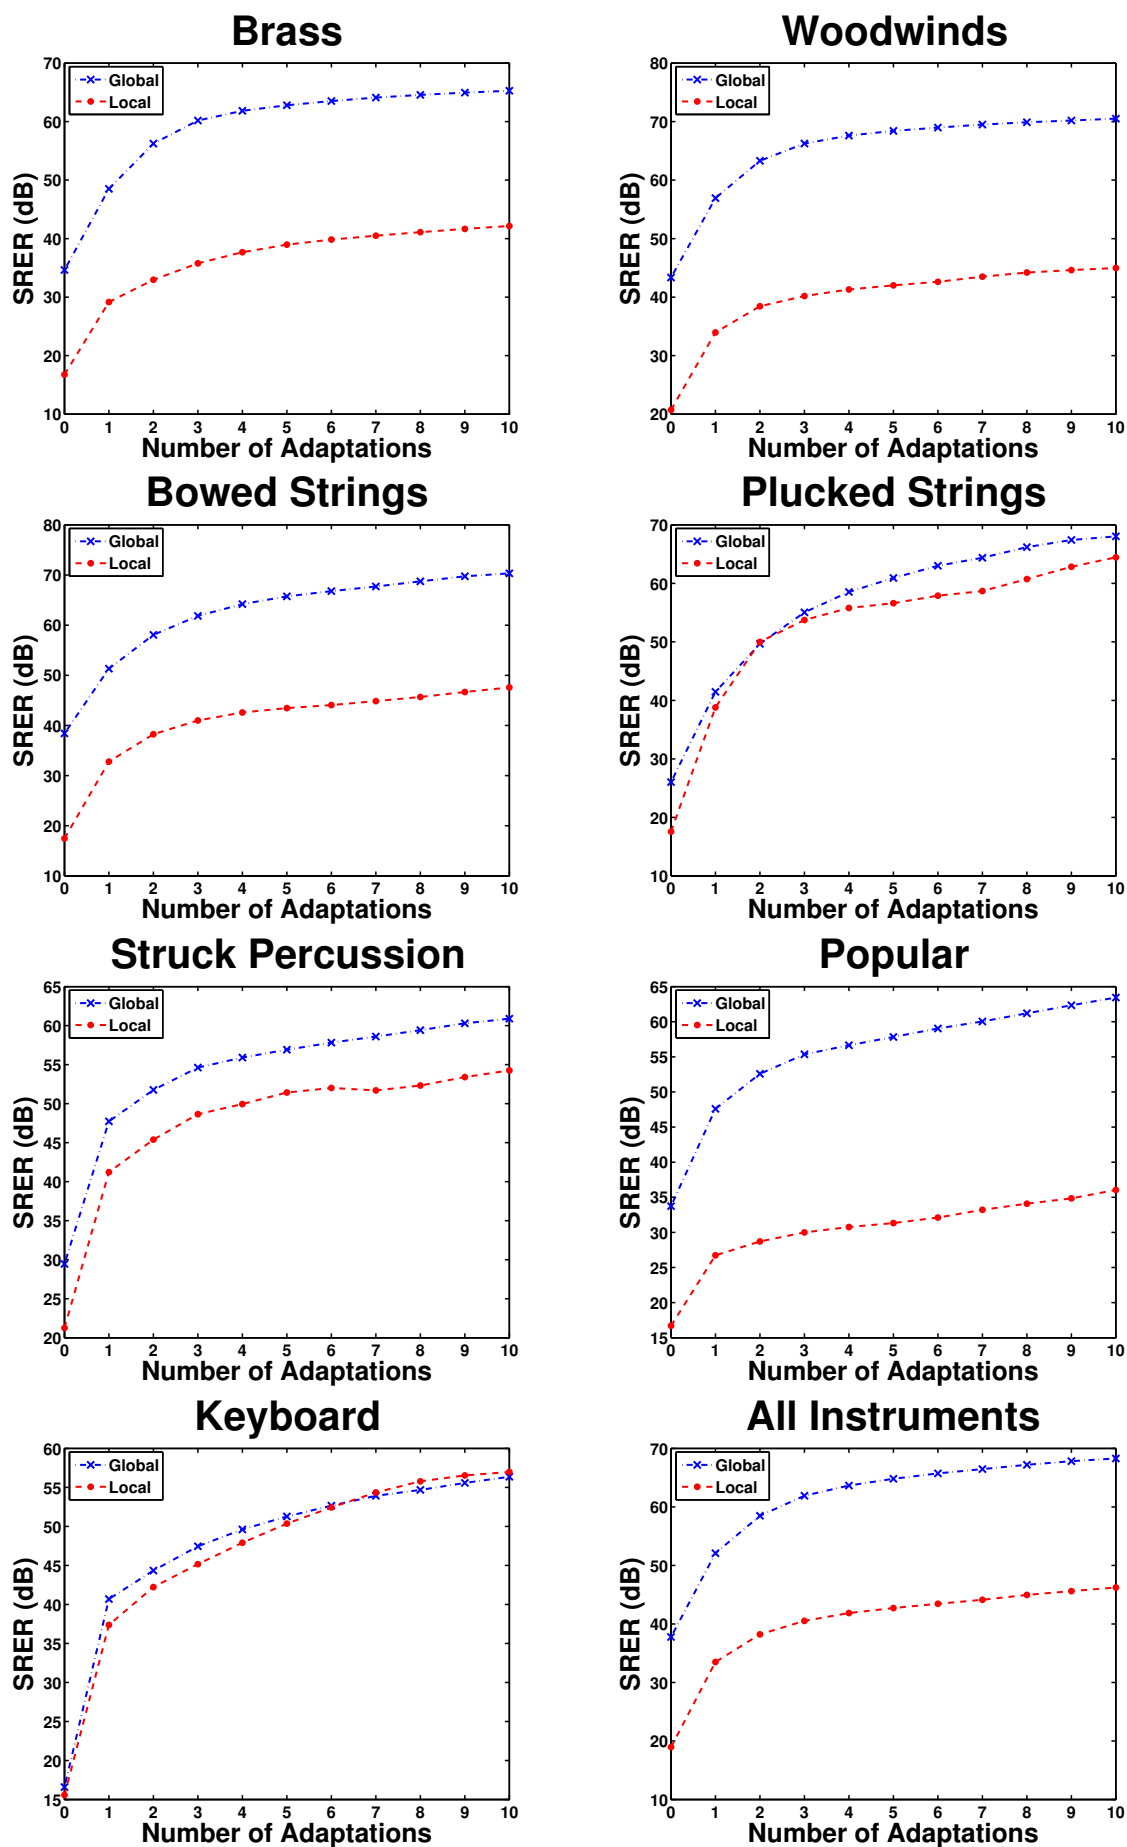 Brass
Global
Local
SRER (dB)
70
60
50
40
30
20
10
0 1 2 3 4 5 6 7 8 9 10
Number of Adaptations
Woodwinds
Global
Local
SRER (dB)
80
70
60
50
40
30
20
0 1 2 3 4 5 6 7 8 9 10
Number of Adaptations
Bowed Strings
Global
Local
SRER (dB)
80
70
60
50
40
30
20
10
0 1 2 3 4 5 6 7 8 9 10
Number of Adaptations
Plucked Strings
Global
Local
SRER (dB)
70
60
50
40
30
20
10
0 1 2 3 4 5 6 7 8 9 10
Number of Adaptations
Struck Percussion
Global
Local
SRER (dB)
65
60
55
50
45
40
35
30
25
20
0 1 2 3 4 5 6 7 8 9 10
Number of Adaptations
Popular
Global
Local
SRER (dB)
65
60
55
50
45
40
35
30
25
20
15
0 1 2 3 4 5 6 7 8 9 10
Number of Adaptations
Keyboard
Global
Local
SRER (dB)
60
55
50
45
40
35
30
25
20
15
0 1 2 3 4 5 6 7 8 9 10
Number of Adaptations
All Instruments
Global
Local
SRER (dB)
70
60
50
40
30
20
10
0 1 2 3 4 5 6 7 8 9 10
Number of Adaptations